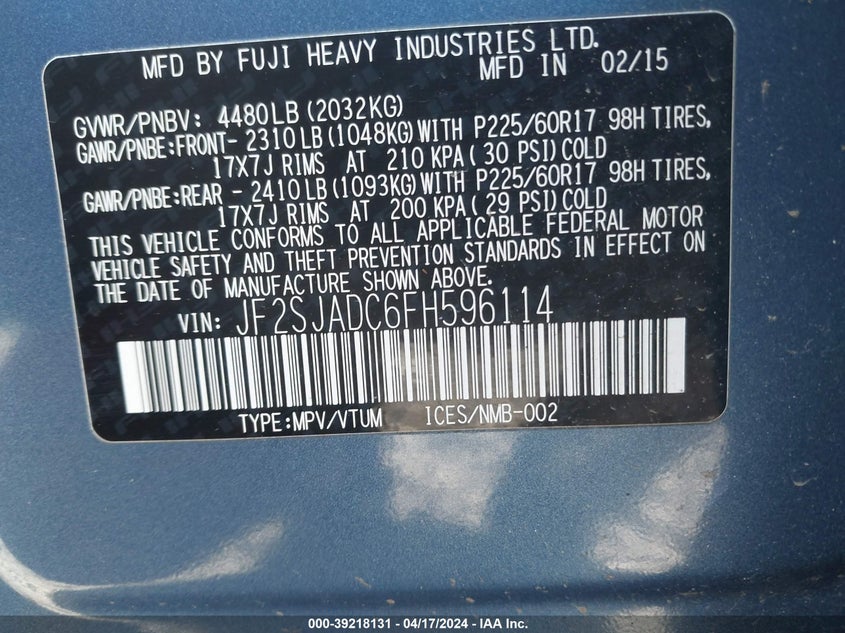 MFD BY FUJI HEAVY INDUSTRIES LTD.
MFD IN 02/15
GVWR/PNBV: 4480LB (2032KG)
GAWR/PNBE:FRONT- 2310LB (1048KG) WITH P225/60R17 98H TIRES,
17X7J RIMS AT 210 KPA ( 30 PSI) COLD
GAWR/PNBE:REAR - 2410LB (1093KG) WITH P225/60R17 98H TIRES,
17X7J RIMS AT 200 KPA ( 29 PSI) COLD
THIS VEHICLE CONFORMS TO ALL APPLICABLE FEDERAL MOTOR
VEHICLE SAFETY AND THEFT PREVENTION STANDARDS IN EFFECT ON
THE DATE OF MANUFACTURE SHOWN ABOVE.
VIN: JF2SJADC6FH596114
TYPE:MPV/VTUM ICES/NMB-002
000-39218131 - 04/17/2024 - IAA Inc.